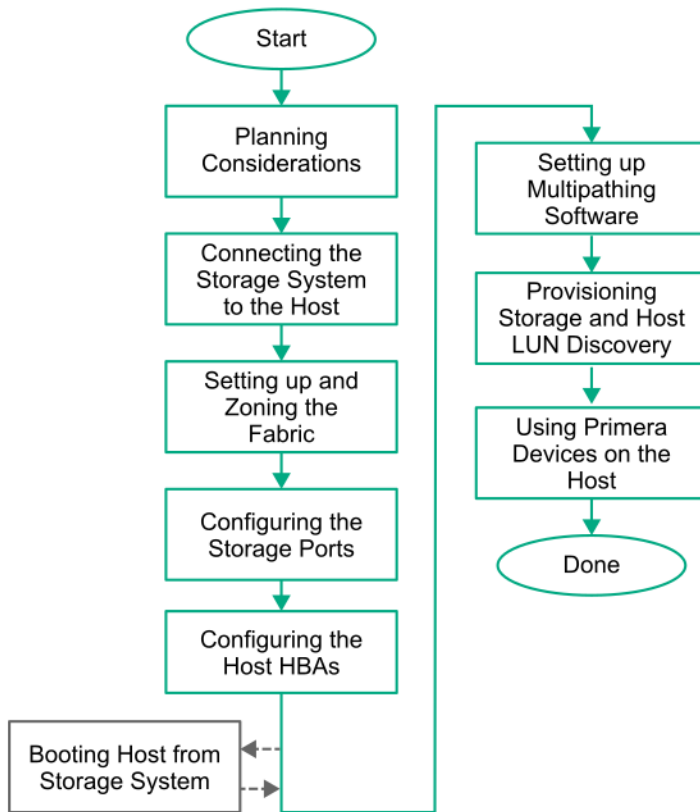 Start
Planning
Considerations
Connecting the
Storage System
to the Host
Setting up and
Zoning the
Fabric
Configuring the
Storage Ports
Configuring the
Host HBAs
Booting Host from
Storage System
Setting up
Multipathing
Software
Provisioning
Storage and Host
LUN Discovery
Using Primera
Devices on the
Host
Done